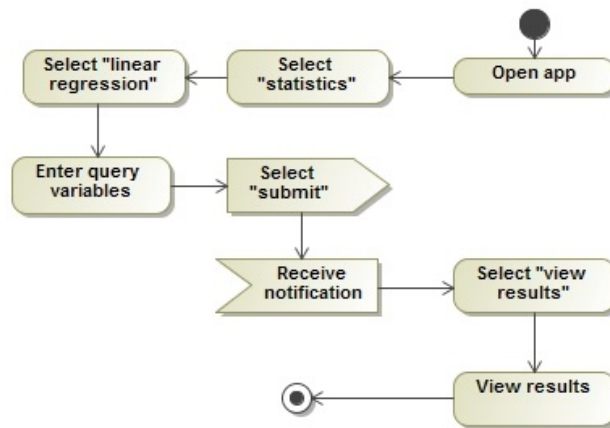 Open app
Select
"statistics"
Select "linear
regression"
Enter query
variables
Select
"submit"
Receive
notification
Select "view
results"
View results